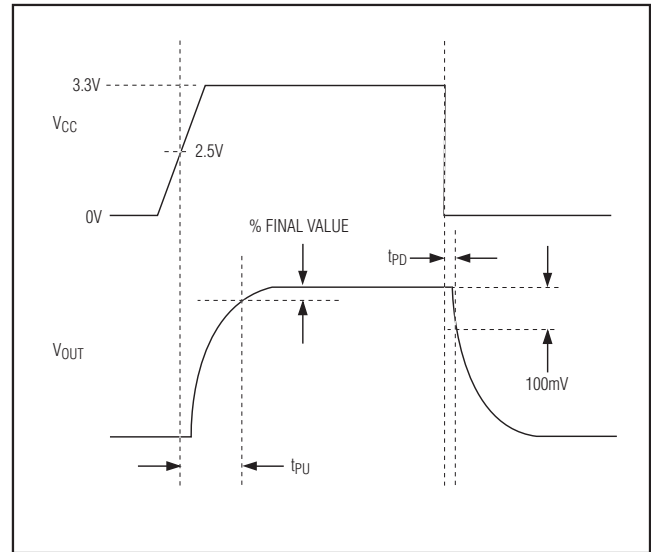 3.3V
VCC
2.5V
0V
% FINAL VALUE
tPD
VOUT
100mV
tPU